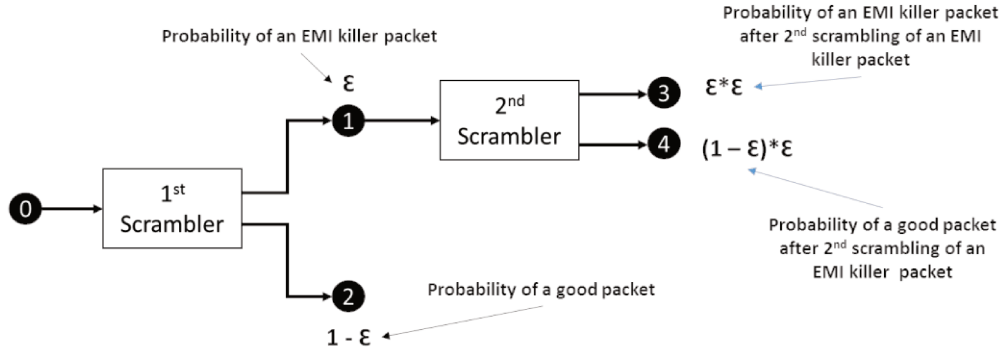 Probability of an EMI killer packet
Probability of an EMI killer packet
after 2nd scrambling of an EMI
killer packet
ε
1
2nd
Scrambler
3
ε*ε
4
(1 – ε)*ε
0
1st
Scrambler
Probability of a good packet
after 2nd scrambling of an
EMI killer packet
2
Probability of a good packet
1 - ε